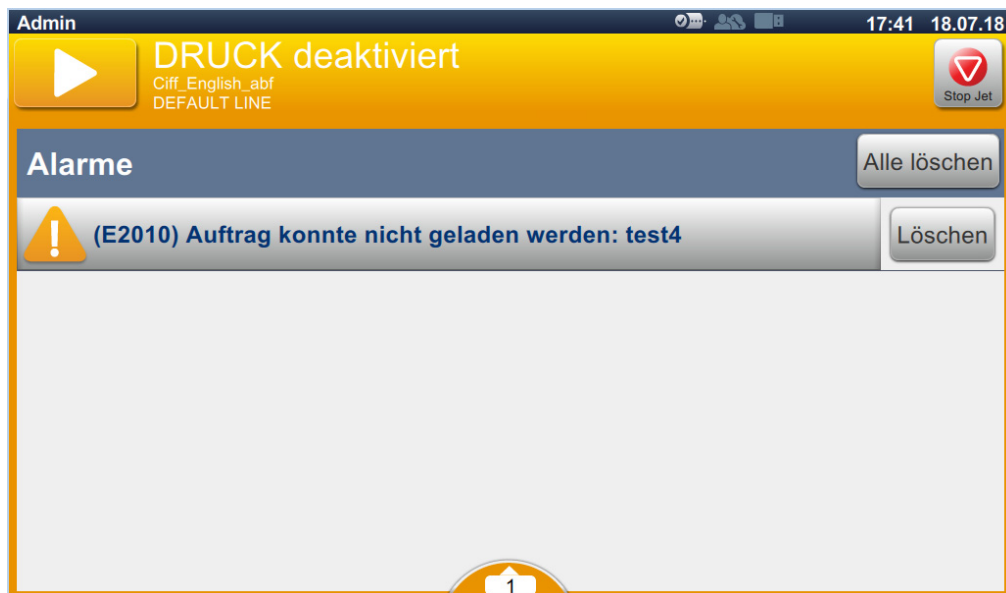 Admin 17:41 18.07.18
DRUCK deaktiviert
Ciff_English_abf
DEFAULT LINE
Stop Jet
Alarme
Alle löschen
(E2010) Auftrag konnte nicht geladen werden: test4
Löschen
1